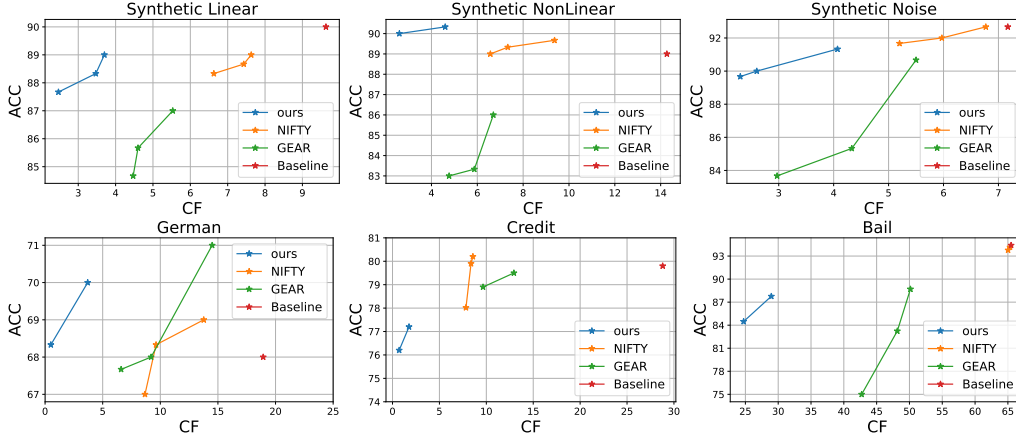 Synthetic Linear
ACC
90
89
88
87
86
85
3 4 5 6 7 8 9
CF
ours
NIFTY
GEAR
Baseline
Synthetic NonLinear
ACC
90
89
88
87
86
85
84
83
4 6 8 10 12 14
CF
ours
NIFTY
GEAR
Baseline
Synthetic Noise
ACC
92
90
88
86
84
3 4 5 6 7
CF
ours
NIFTY
GEAR
Baseline
German
ACC
71
70
69
68
67
0 5 10 15 20 25
CF
ours
NIFTY
GEAR
Baseline
Credit
ACC
81
80
79
78
77
76
75
74
0 5 10 15 20 25 30
CF
ours
NIFTY
GEAR
Baseline
Bail
ACC
93
90
87
84
81
78
75
25 30 35 40 45 50 55 60 65
CF
ours
NIFTY
GEAR
Baseline